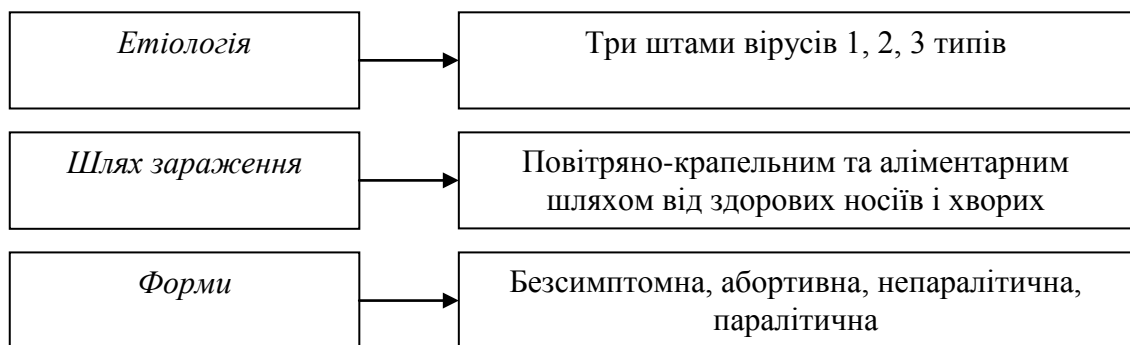 Етіологія
Три штами вірусів 1, 2, 3 типів
Шлях зараження
Повітряно-крапельним та аліментарним
шляхом від здорових носіїв і хворих
Форми
Безсимптомна, абортивна, непаралітична,
паралітична